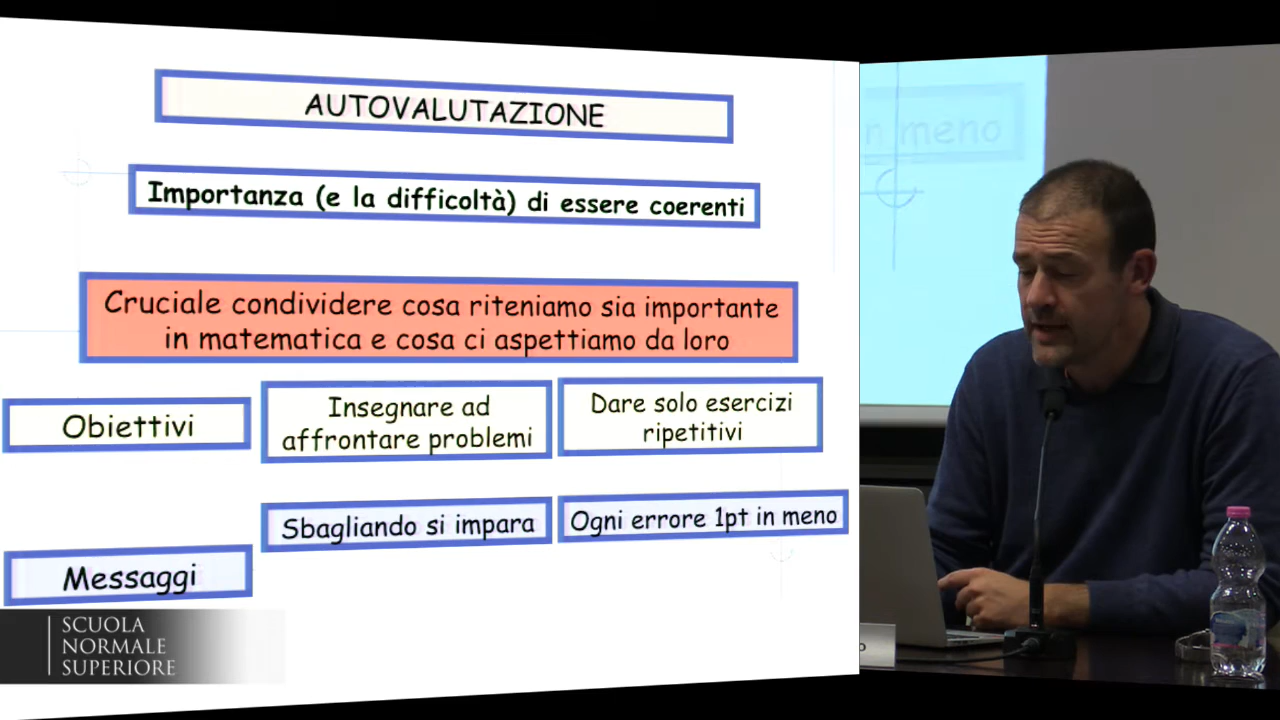 AUTOVALUTAZIONE
Importanza (e la difficoltà) di essere coerenti
Cruciale condividere cosa riteniamo sia importante
in matematica e cosa ci aspettiamo da loro
Obiettivi
Insegnare ad
affrontare problemi
Dare solo esercizi
ripetitivi
Sbagliando si impara
Ogni errore 1pt in meno
Messaggi
SCUOLA
NORMALE
SUPERIORE
n meno